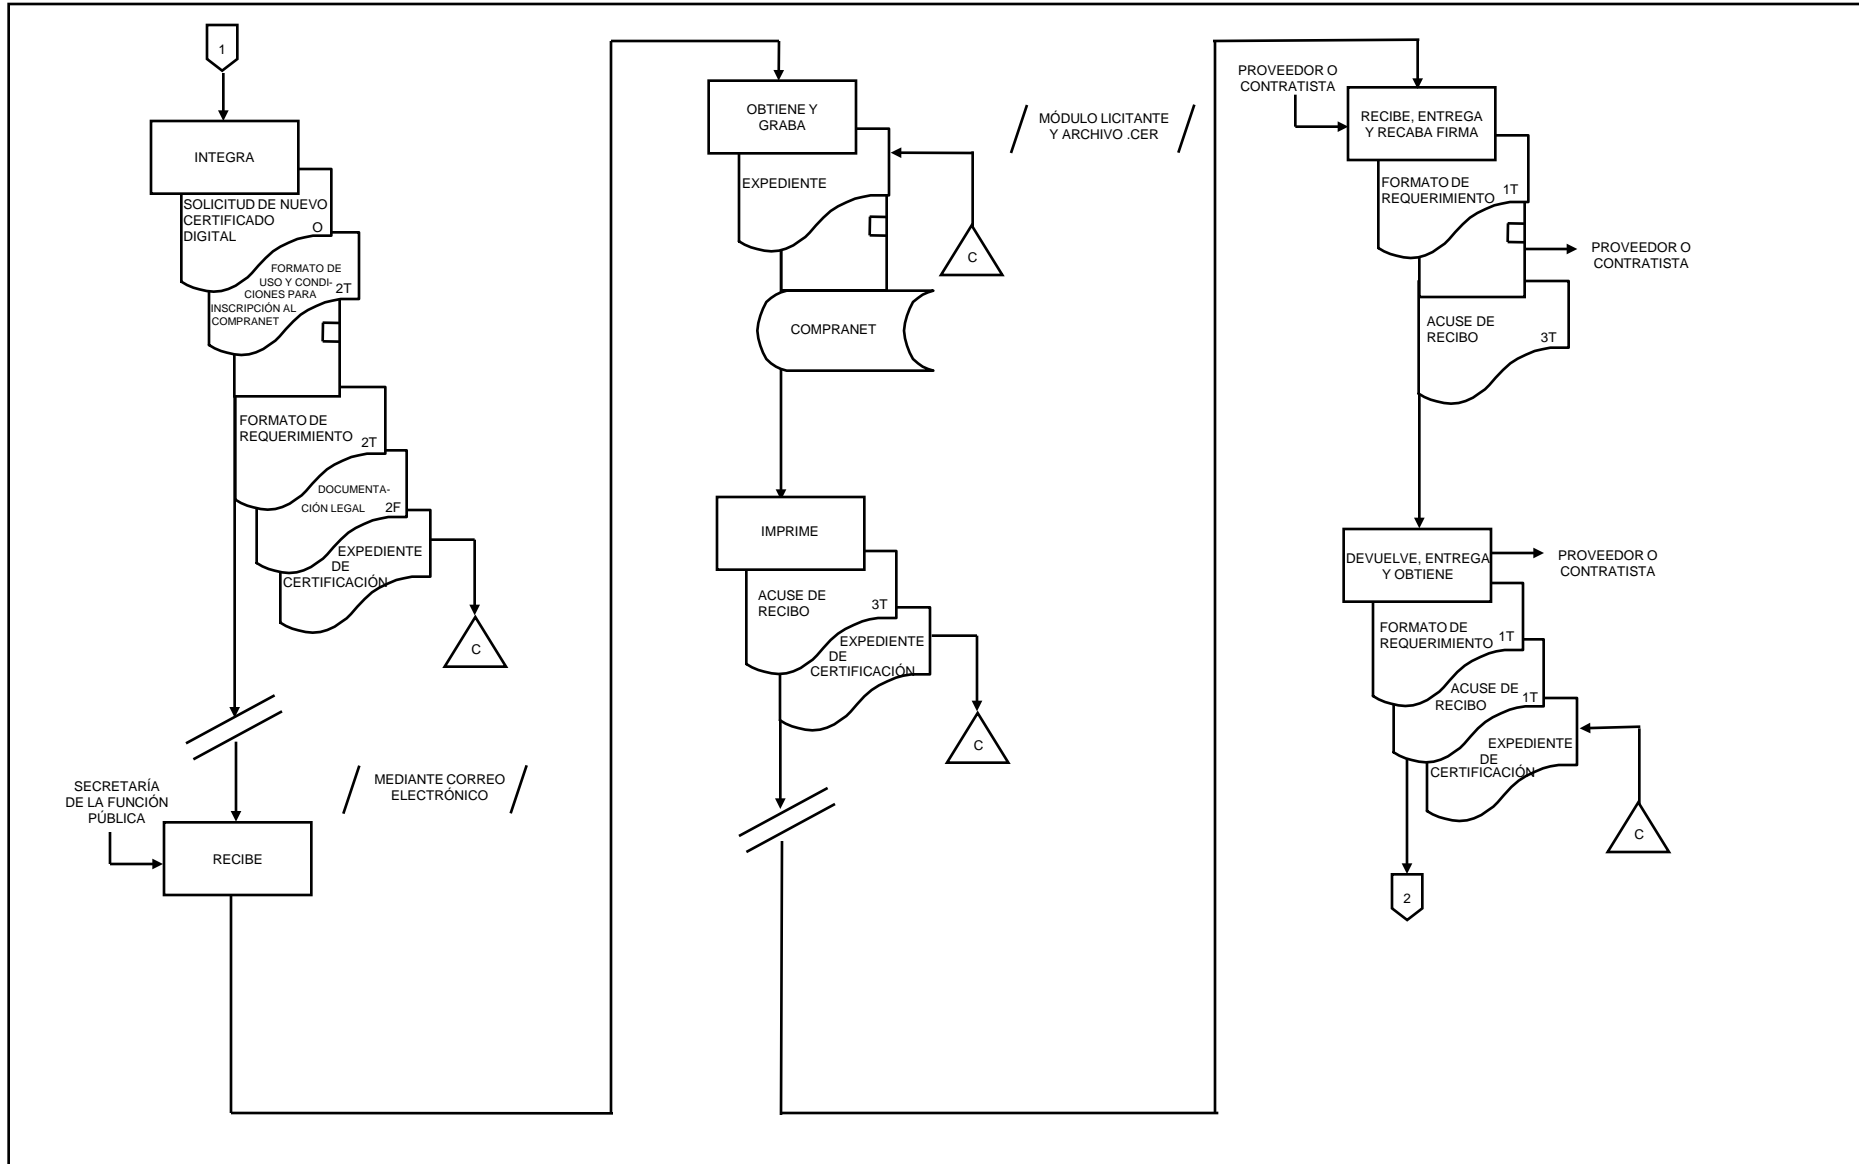 1
INTEGRA
SOLICITUD DE NUEVO
CERTIFICADO
DIGITAL
O
FORMATO DE
USO Y CONDI-
CIONES PARA
2T
INSCRIPCIÓN AL
COMPRANET
FORMATO DE
REQUERIMIENTO
2T
DOCUMENTA-
CIÓN LEGAL
2F
EXPEDIENTE
DE
CERTIFICACIÓN
C
SECRETARÍA
DE LA FUNCIÓN
PÚBLICA
MEDIANTE CORREO
ELECTRÓNICO
RECIBE
OBTIENE Y
GRABA
MÓDULO LICITANTE
Y ARCHIVO .CER
EXPEDIENTE
C
COMPRANET
IMPRIME
ACUSE DE
RECIBO
3T
EXPEDIENTE
DE
CERTIFICACIÓN
C
PROVEEDOR O
CONTRATISTA
RECIBE, ENTREGA
Y RECABA FIRMA
FORMATO DE
REQUERIMIENTO
1T
PROVEEDOR O
CONTRATISTA
ACUSE DE
RECIBO
3T
DEVUELVE, ENTREGA
Y OBTIENE
PROVEEDOR O
CONTRATISTA
FORMATO DE
REQUERIMIENTO
1T
ACUSE DE
RECIBO
1T
EXPEDIENTE
DE
CERTIFICACIÓN
C
2